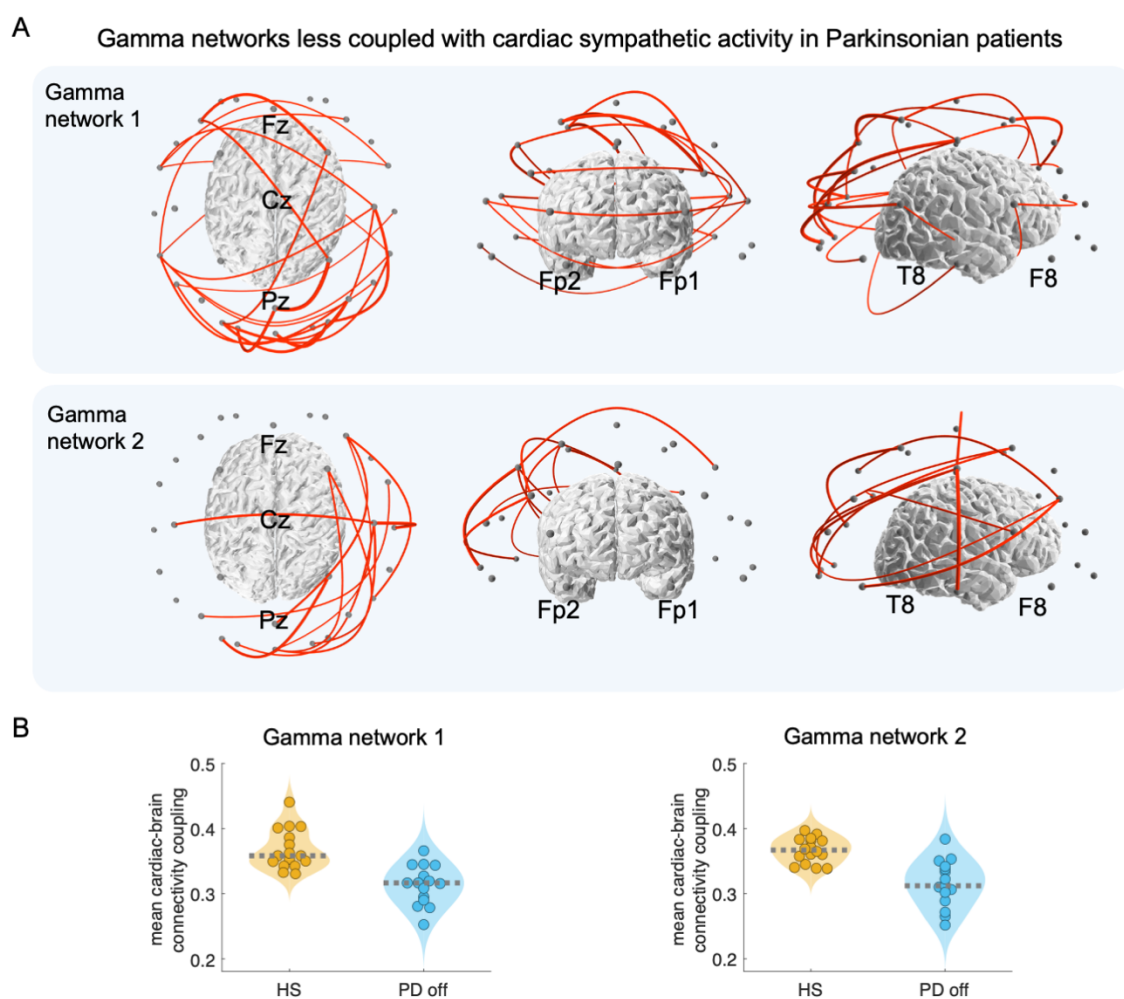 A
Gamma networks less coupled with cardiac sympathetic activity in Parkinsonian patients
Gamma
network 1
Fz
Cz
Pz
Fp2
Fp1
T8
F8
Gamma
network 2
Fz
Cz
Pz
Fp2
Fp1
T8
F8
B
Gamma network 1
mean cardiac-brain
connectivity coupling
0.5
0.4
0.3
0.2
HS
PD off
Gamma network 2
mean cardiac-brain
connectivity coupling
0.5
0.4
0.3
0.2
HS
PD off